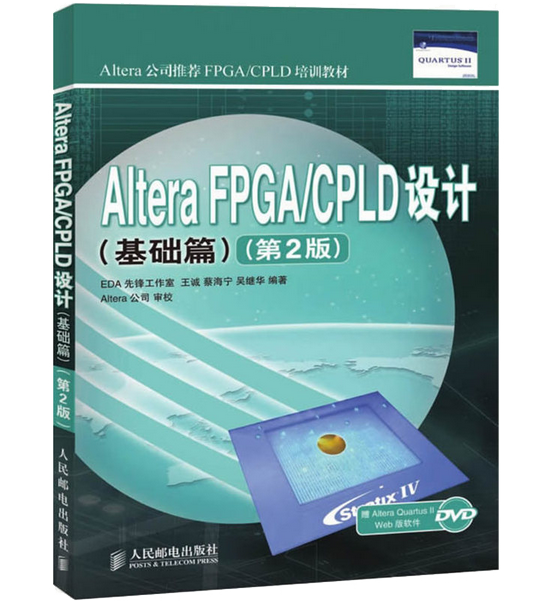 Altera 公司推荐 FPGA/CPLD 培训教材
QUARTUS II
Altera FPGA/CPLD 设计
(基础篇)(第2版)
EDA 先锋工作室 王诚 蔡海宁 吴继华 编著
Altera 公司 审校
Stratix IV
赠 Altera Quartus II
Web 版软件
DVD
人民邮电出版社
POSTS & TELECOM PRESS
Altera FPGA/CPLD 设计(基础篇)(第2版)
人民邮电出版社